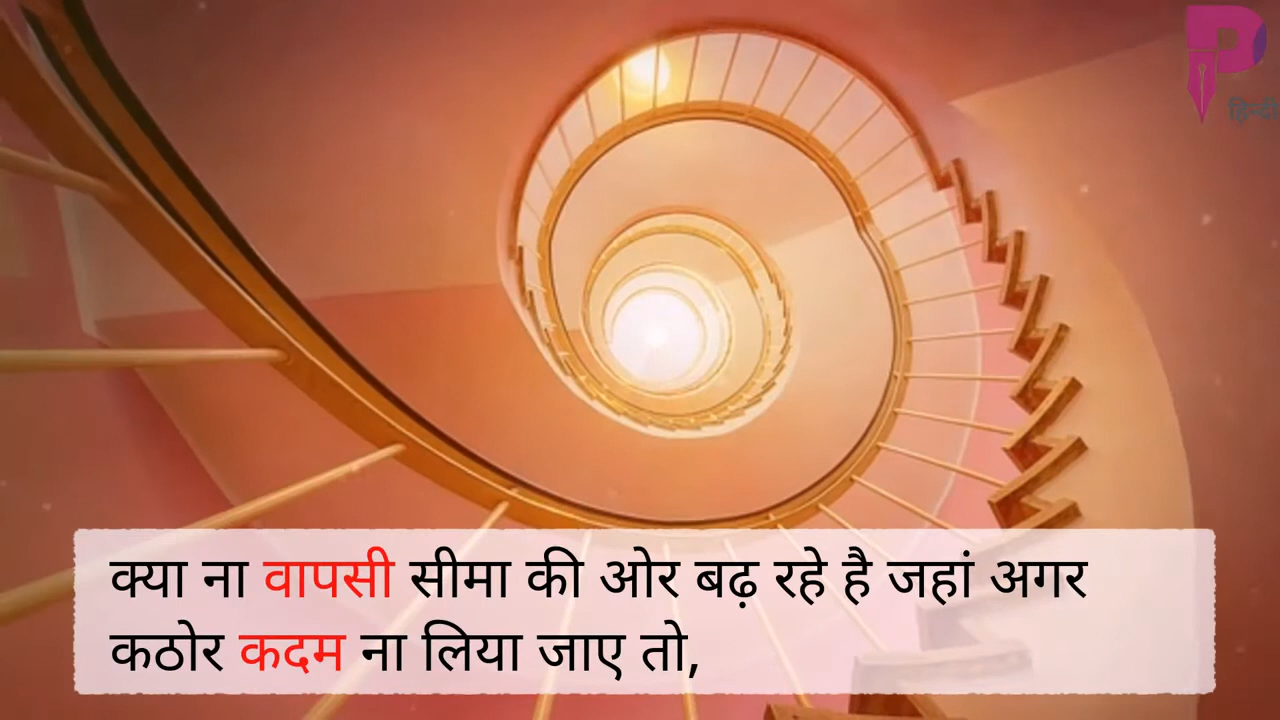 हिन्दी
क्या ना वापसी सीमा की ओर बढ़ रहे है जहां अगर
कठोर कदम ना लिया जाए तो,